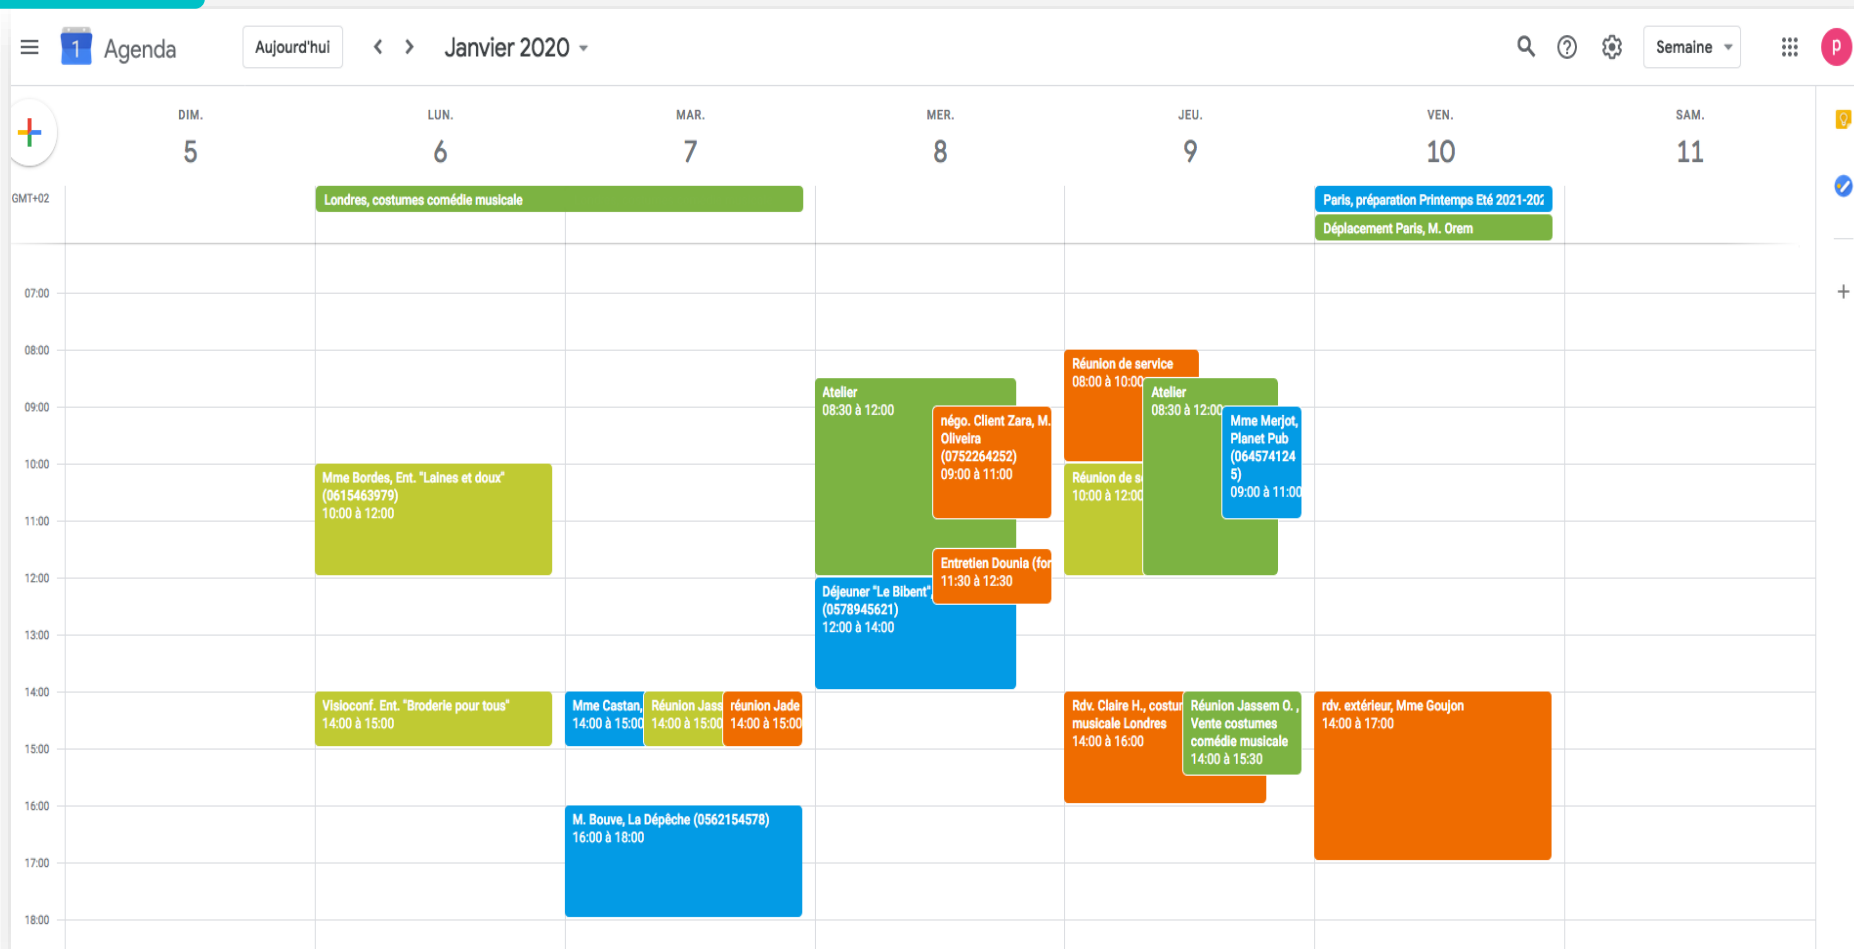 1 Agenda Aujourd'hui Janvier 2020 Semaine P
DIM. LUN. MAR. MER. JEU. VEN. SAM.
5 6 7 8 9 10 11
GMT+02
Londres, costumes comédie musicale
Paris, préparation Printemps Eté 2021-202
Déplacement Paris, M. Orem
07:00
08:00
09:00
10:00
11:00
12:00
13:00
14:00
15:00
16:00
17:00
18:00
Mme Bordes, Ent. "Laines et doux"
(0615463979)
10:00 à 12:00
Visioconf. Ent. "Broderie pour tous"
14:00 à 15:00
Mme Castan,
14:00 à 15:00
Réunion Jass
14:00 à 15:00
réunion Jade
14:00 à 15:00
M. Bouve, La Dépêche (0562154578)
16:00 à 18:00
Atelier
08:30 à 12:00
négo. Client Zara, M.
Oliveira
(0752264252)
09:00 à 11:00
Entretien Dounia (for
11:30 à 12:30
Déjeuner "Le Bibent",
(0578945621)
12:00 à 14:00
Réunion de service
08:00 à 10:00
Réunion de se
10:00 à 12:00
Atelier
08:30 à 12:00
Mme Merjot,
Planet Pub
(064574124
5)
09:00 à 11:00
Rdv. Claire H., costur
musicale Londres
14:00 à 16:00
Réunion Jassem O. ,
Vente costumes
comédie musicale
14:00 à 15:30
rdv. extérieur, Mme Goujon
14:00 à 17:00